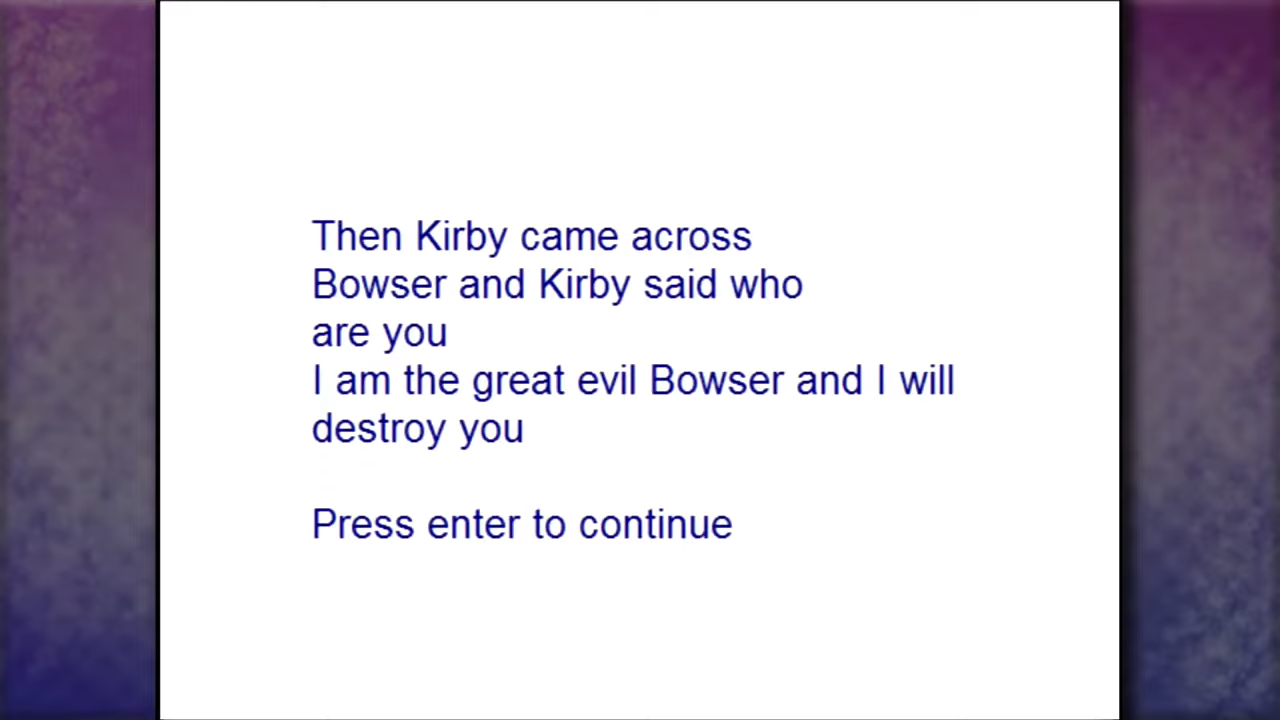 Then Kirby came across
Bowser and Kirby said who
are you
I am the great evil Bowser and I will
destroy you
Press enter to continue